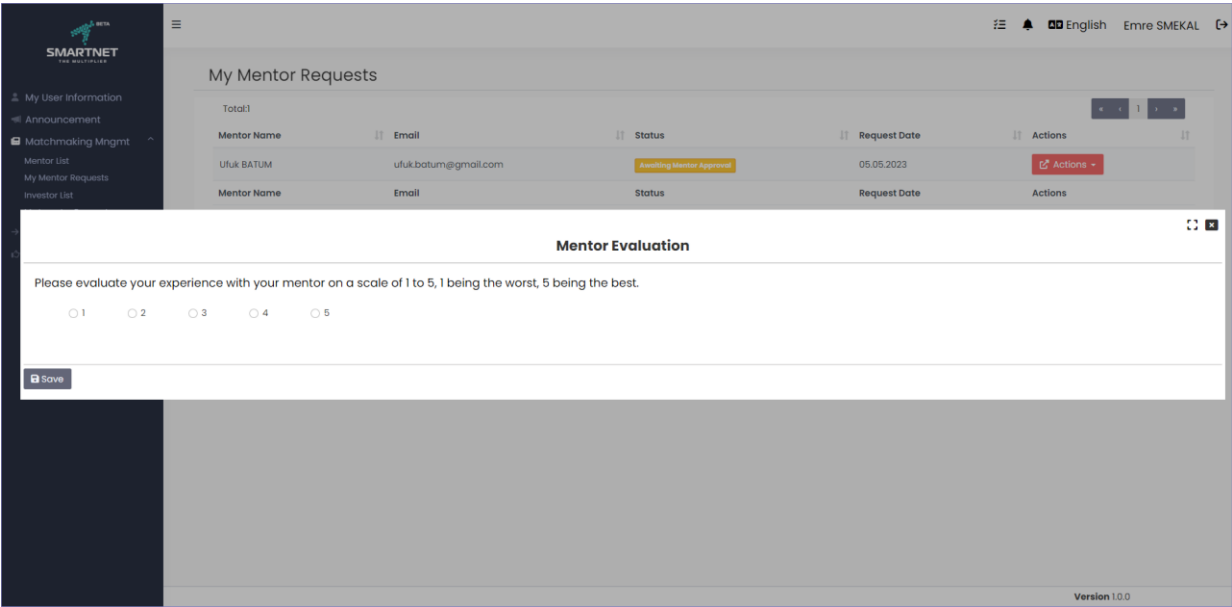 BETA
SMARTNET
THE MULTIPLIER
English
Emre SMEKAL
My User Information
Announcement
Matchmaking Mngmt
Mentor List
My Mentor Requests
Investor List
My Mentor Requests
Total:1
« ‹ 1 › »
Mentor Name Email Status Request Date Actions
Ufuk BATUM ufuk.batum@gmail.com Awaiting Mentor Approval 05.05.2023 Actions
Mentor Name Email Status Request Date Actions
Mentor Evaluation
Please evaluate your experience with your mentor on a scale of 1 to 5, 1 being the worst, 5 being the best.
1 2 3 4 5
Save
Version 1.0.0